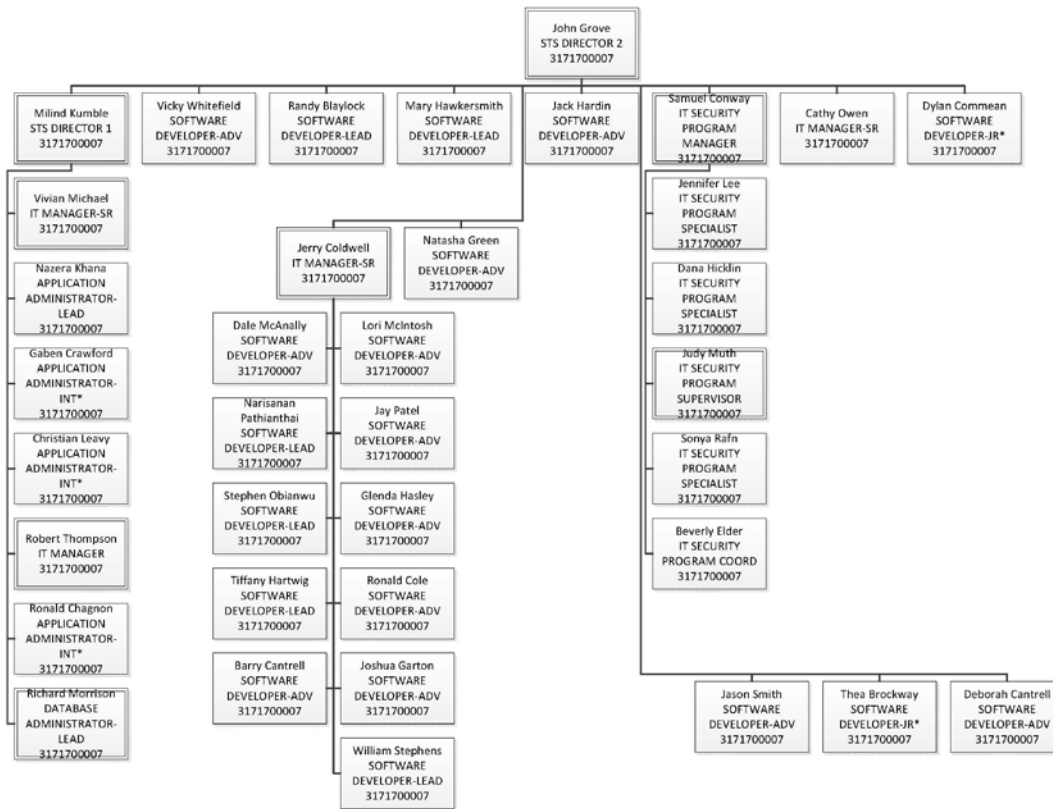 John Grove
STS DIRECTOR 2
3171700007
Milind Kumble
STS DIRECTOR 1
3171700007
Vicky Whitefield
SOFTWARE
DEVELOPER-ADV
3171700007
Randy Blaylock
SOFTWARE
DEVELOPER-LEAD
3171700007
Mary Hawkersmith
SOFTWARE
DEVELOPER-LEAD
3171700007
Jack Hardin
SOFTWARE
DEVELOPER-ADV
3171700007
Samuel Conway
IT SECURITY
PROGRAM
MANAGER
3171700007
Cathy Owen
IT MANAGER-SR
3171700007
Dylan Commean
SOFTWARE
DEVELOPER-JR*
3171700007
Vivian Michael
IT MANAGER-SR
3171700007
Nazera Khana
APPLICATION
ADMINISTRATOR-
LEAD
3171700007
Gaben Crawford
APPLICATION
ADMINISTRATOR-
INT*
3171700007
Christian Leavy
APPLICATION
ADMINISTRATOR-
INT*
3171700007
Robert Thompson
IT MANAGER
3171700007
Ronald Chagnon
APPLICATION
ADMINISTRATOR-
INT*
3171700007
Richard Morrison
DATABASE
ADMINISTRATOR-
LEAD
3171700007
Jerry Coldwell
IT MANAGER-SR
3171700007
Natasha Green
SOFTWARE
DEVELOPER-ADV
3171700007
Dale McAnally
SOFTWARE
DEVELOPER-ADV
3171700007
Lori McIntosh
SOFTWARE
DEVELOPER-ADV
3171700007
Narisanan
Pathianthai
SOFTWARE
DEVELOPER-LEAD
3171700007
Jay Patel
SOFTWARE
DEVELOPER-ADV
3171700007
Stephen Obianwu
SOFTWARE
DEVELOPER-LEAD
3171700007
Glenda Hasley
SOFTWARE
DEVELOPER-ADV
3171700007
Tiffany Hartwig
SOFTWARE
DEVELOPER-LEAD
3171700007
Ronald Cole
SOFTWARE
DEVELOPER-ADV
3171700007
Barry Cantrell
SOFTWARE
DEVELOPER-ADV
3171700007
Joshua Garton
SOFTWARE
DEVELOPER-ADV
3171700007
William Stephens
SOFTWARE
DEVELOPER-LEAD
3171700007
Jennifer Lee
IT SECURITY
PROGRAM
SPECIALIST
3171700007
Dana Hicklin
IT SECURITY
PROGRAM
SPECIALIST
3171700007
Judy Muth
IT SECURITY
PROGRAM
SUPERVISOR
3171700007
Sonya Rafn
IT SECURITY
PROGRAM
SPECIALIST
3171700007
Beverly Elder
IT SECURITY
PROGRAM COORD
3171700007
Jason Smith
SOFTWARE
DEVELOPER-ADV
3171700007
Thea Brockway
SOFTWARE
DEVELOPER-JR*
3171700007
Deborah Cantrell
SOFTWARE
DEVELOPER-ADV
3171700007